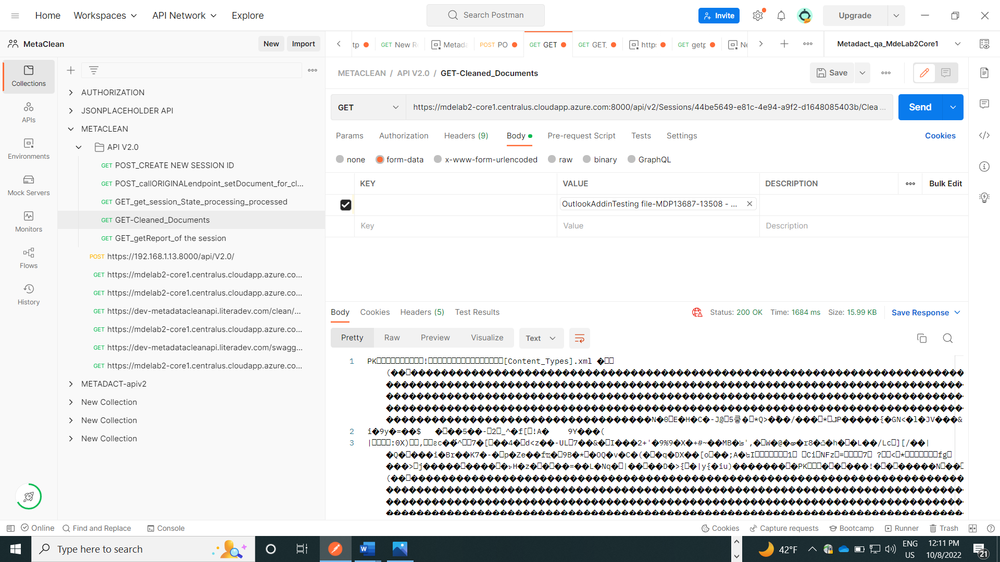 Home Workspaces API Network Explore Search Postman Invite Upgrade
MetaClean New Import tp GET New R Metada POST PO GET GET GET GET. http: GET getp Ne Metadact_qa_MdeLab2Core1
METACLEAN / API V2.0 / GET-Cleaned_Documents Save
Collections
APIs
Environments
Mock Servers
Monitors
Flows
History
AUTHORIZATION
JSONPLACEHOLDER API
METACLEAN
API V2.0
GET POST_CREATE NEW SESSION ID
GET POST_callORIGINALendpoint_setDocument_for_cl...
GET GET_get_session_State_processing_processed
GET GET-Cleaned_Documents
GET GET_getReport_of the session
POST https://192.168.1.13.8000/api/V2.0/
GET https://mdelab2-core1.centralus.cloudapp.azure.co...
GET https://mdelab2-core1.centralus.cloudapp.azure.co...
GET https://dev-metadatacleanapi.literadev.com/clean/...
GET https://mdelab2-core1.centralus.cloudapp.azure.co...
GET https://dev-metadatacleanapi.literadev.com/swagg...
GET https://mdelab2-core1.centralus.cloudapp.azure.co...
METADACT-apiv2
New Collection
New Collection
New Collection
GET https://mdelab2-core1.centralus.cloudapp.azure.com:8000/api/v2/Sessions/44be5649-e81c-4e94-a9f2-d1648085403b/Clea ... Send
Params Authorization Headers (9) Body Pre-request Script Tests Settings Cookies
none form-data x-www-form-urlencoded raw binary GraphQL
KEY VALUE DESCRIPTION Bulk Edit
OutlookAddinTesting file-MDP13687-13508 - ...
Key Value Description
Body Cookies Headers (5) Test Results Status: 200 OK Time: 1684 ms Size: 15.99 KB Save Response
Pretty Raw Preview Visualize Text
1 PK ! [Content_Types].xml
2
3
Online Find and Replace Console Cookies Capture requests Bootcamp Runner Trash
Type here to search 42°F ENG US 12:11 PM 10/8/2022 21